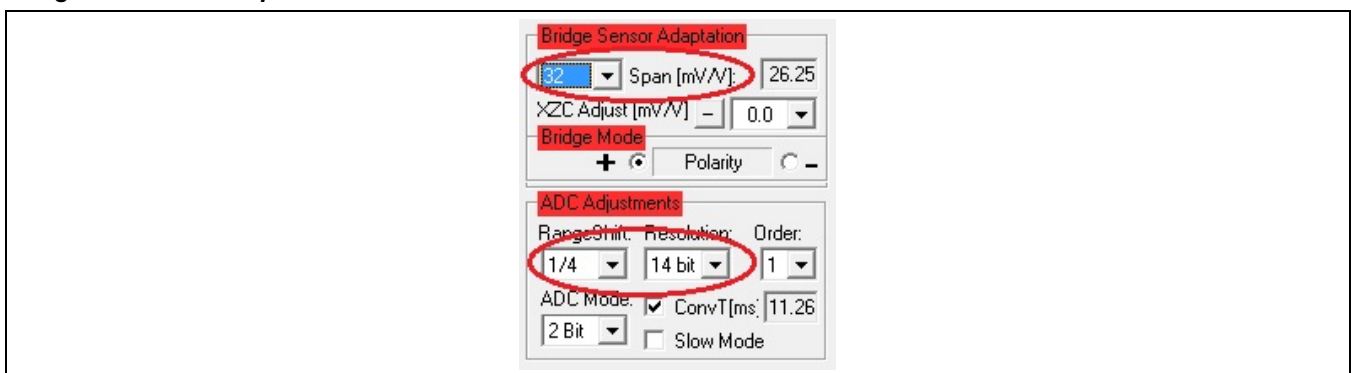 Bridge Sensor Adaptation
32 Span [mV/V]: 26.25
XZC Adjust [mV/V] – 0.0
Bridge Mode
+ Polarity –
ADC Adjustments
RangeShift: Resolution: Order:
1/4 14 bit 1
ADC Mode: ConvT[ms] 11.26
2 Bit Slow Mode